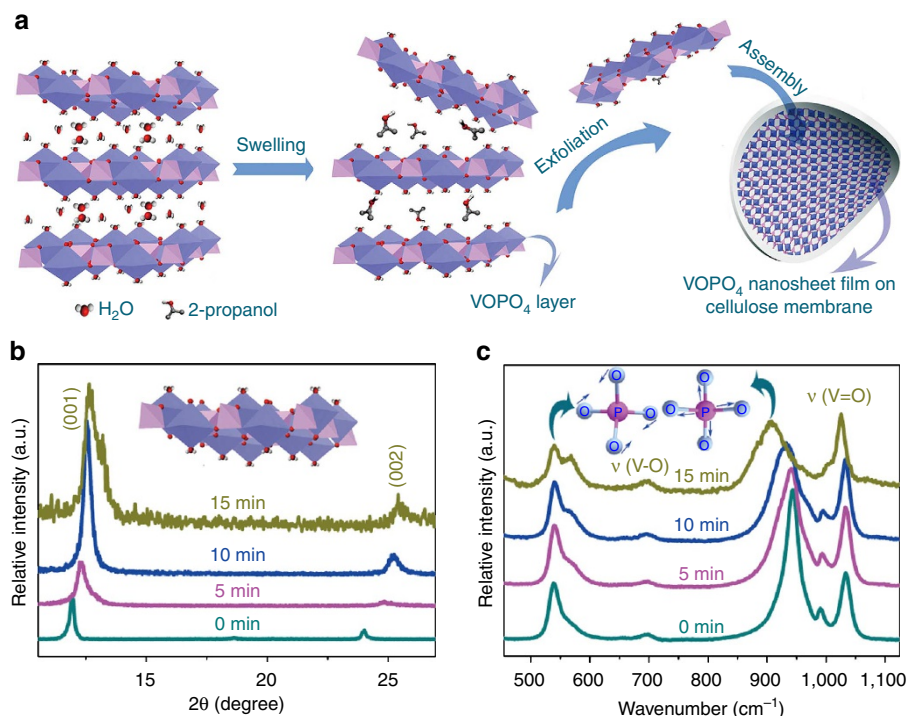 a
Swelling
Exfoliation
Assembly
H₂O
2-propanol
VOPO₄ layer
VOPO₄ nanosheet film on
cellulose membrane
b
Relative intensity (a.u.)
(001)
(002)
15 min
10 min
5 min
0 min
15
20
25
2θ (degree)
c
Relative intensity (a.u.)
O
O
P
O
O
O
O
P
O
O
ν (V=O)
ν (V-O)
15 min
10 min
5 min
0 min
500
600
700
800
900
1,000
1,100
Wavenumber (cm⁻¹)